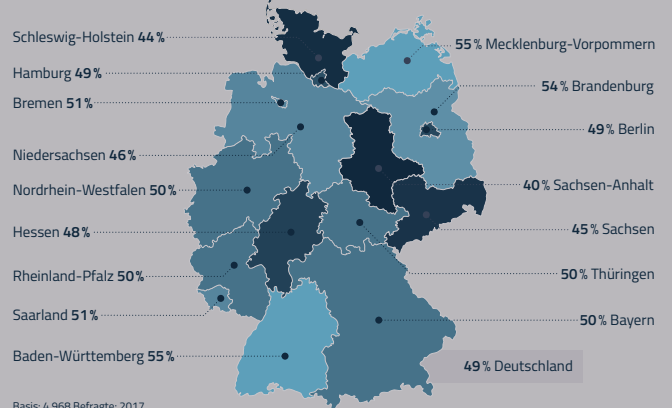 Schleswig-Holstein 44%
Hamburg 49%
Bremen 51%
Niedersachsen 46%
Nordrhein-Westfalen 50%
Hessen 48%
Rheinland-Pfalz 50%
Saarland 51%
Baden-Württemberg 55%
55% Mecklenburg-Vorpommern
54% Brandenburg
49% Berlin
40% Sachsen-Anhalt
45% Sachsen
50% Thüringen
50% Bayern
49% Deutschland
Basis: 4.968 Befragte; 2017